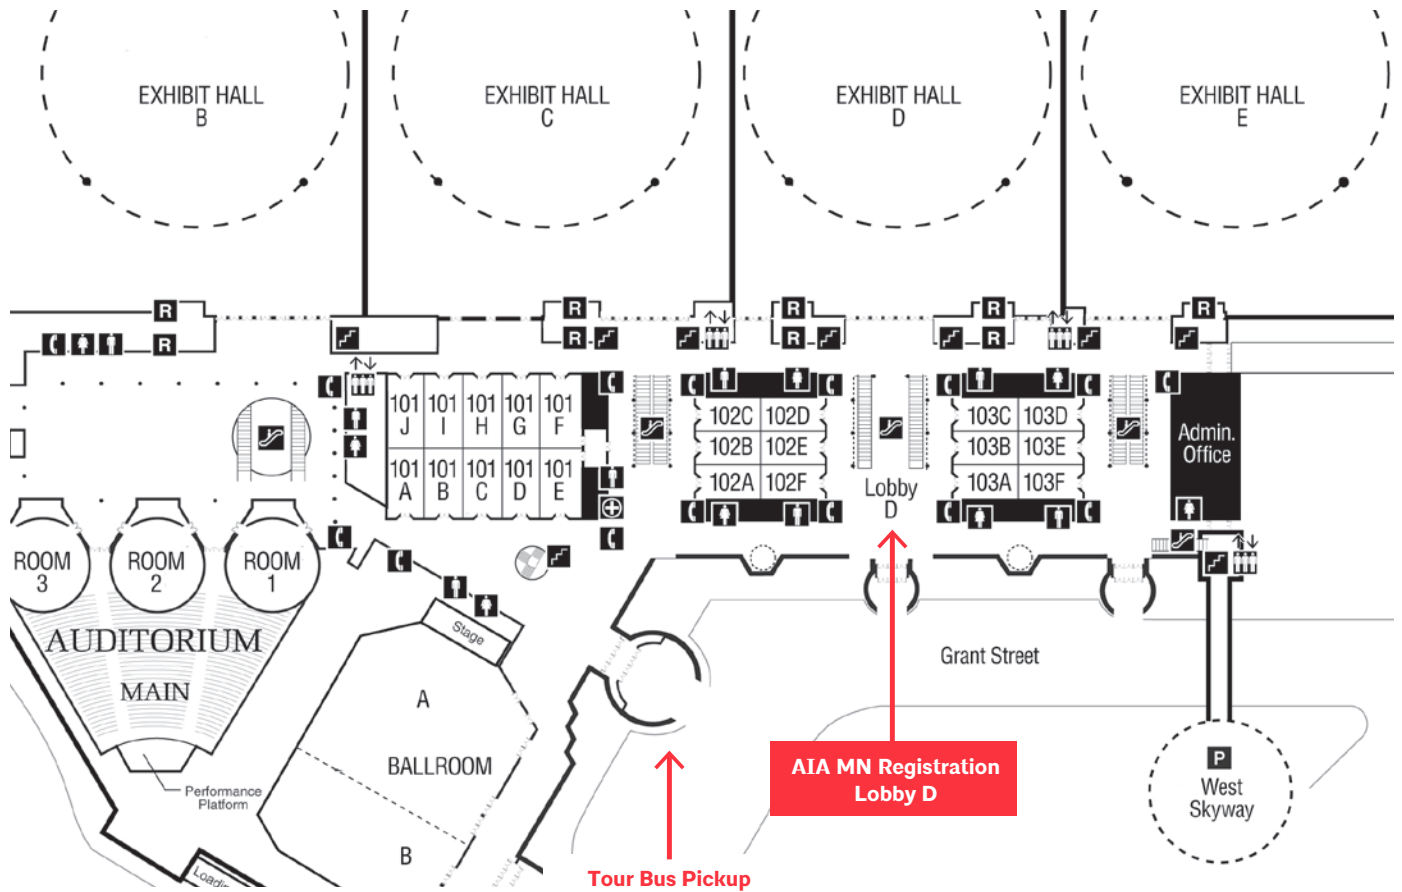 EXHIBIT HALL
B
EXHIBIT HALL
C
EXHIBIT HALL
D
EXHIBIT HALL
E
R
R
R
R
R
R
R
R
R
101
J
101
I
101
H
101
G
101
F
101
A
101
B
101
C
101
D
101
E
102C
102D
102B
102E
102A
102F
Lobby
D
103C
103D
103B
103E
103A
103F
Admin.
Office
ROOM
3
ROOM
2
ROOM
1
AUDITORIUM
MAIN
Performance
Platform
Stage
A
BALLROOM
B
Grant Street
AIA MN Registration
Lobby D
P
West
Skyway
Tour Bus Pickup